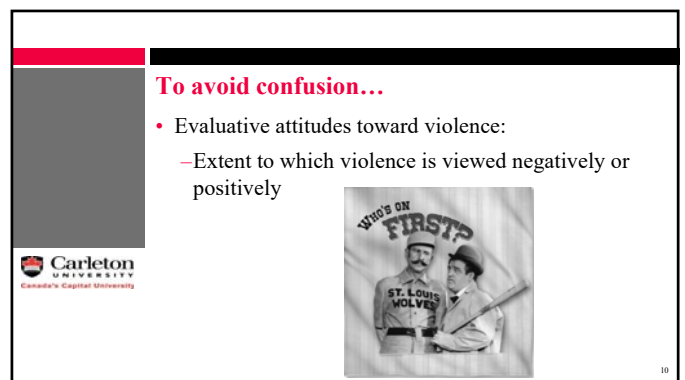 To avoid confusion…
• Evaluative attitudes toward violence:
–Extent to which violence is viewed negatively or
positively
WHO'S ON
FIRST?
ST. LOUIS
WOLVES
Carleton
UNIVERSITY
Canada's Capital University
10